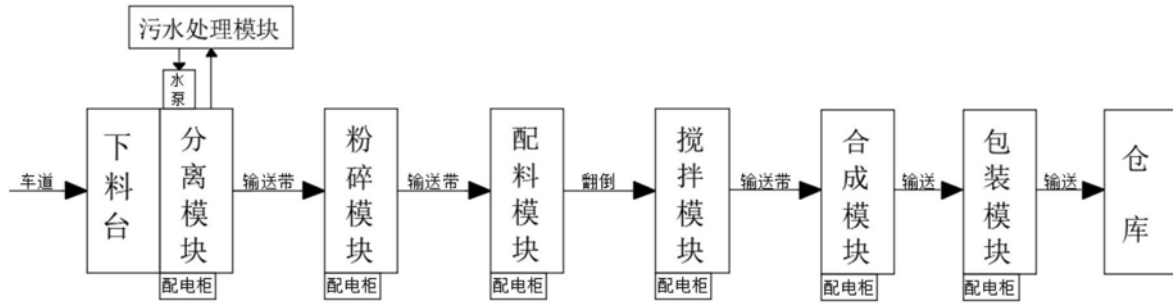 污水处理模块
水泵
车道
下料台
分离模块
输送带
粉碎模块
输送带
配料模块
翻倒
搅拌模块
输送带
合成模块
输送
包装模块
输送
仓库
配电柜
配电柜
配电柜
配电柜
配电柜
配电柜